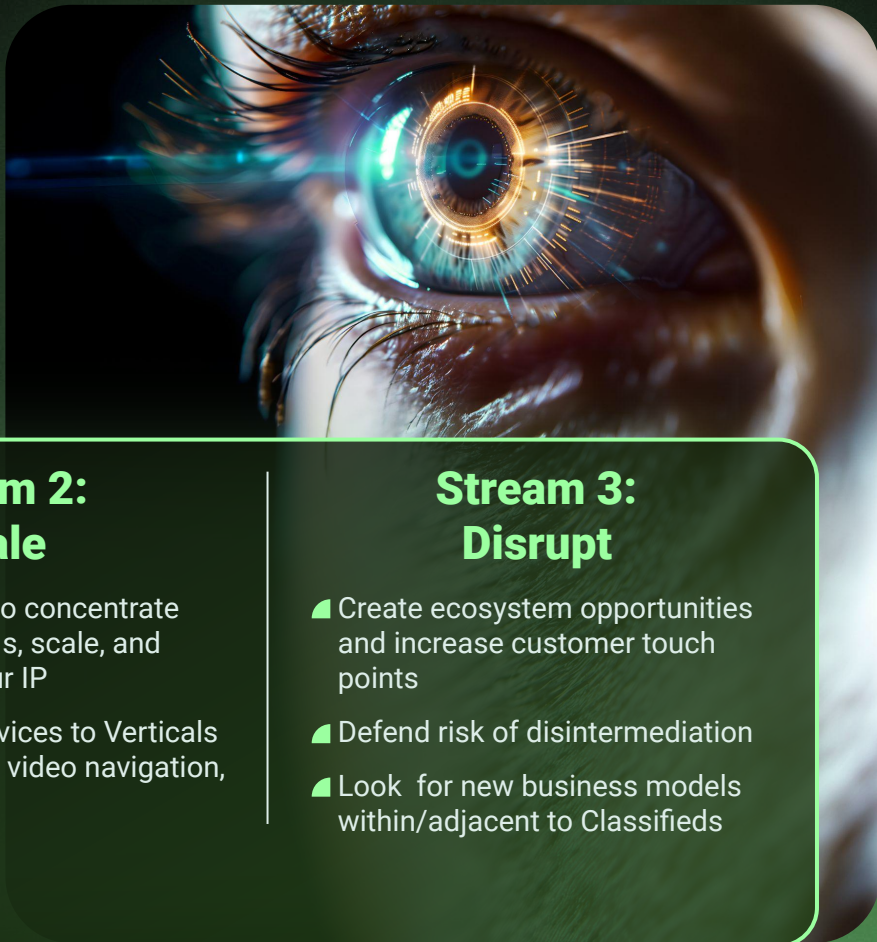 m 2:
ale
o concentrate
s, scale, and
ur IP
vices to Verticals
video navigation,
Stream 3:
Disrupt
Create ecosystem opportunities
and increase customer touch
points
Defend risk of disintermediation
Look  for new business models
within/adjacent to Classifieds